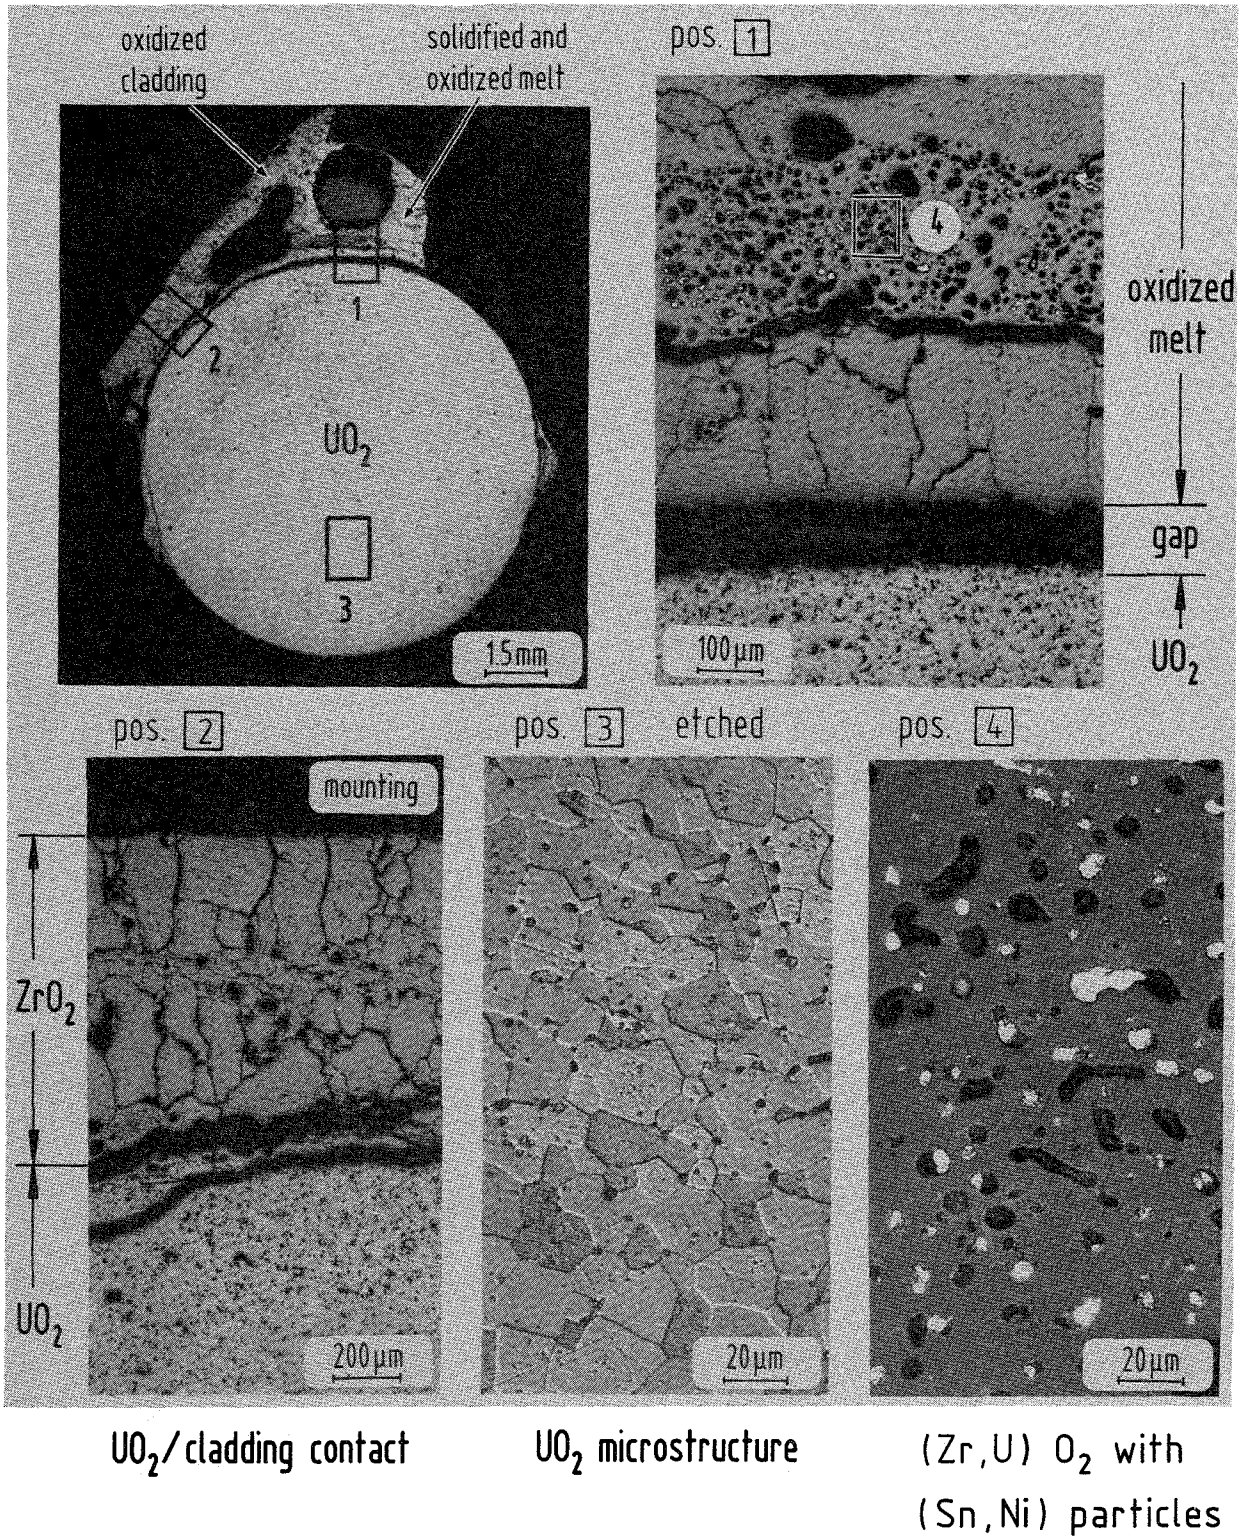 oxidized
cladding
solidified and
oxidized melt
1
2
UO₂
3
1.5mm
pos. 1
4
oxidized
melt
gap
UO₂
100µm
pos. 2
mounting
ZrO₂
UO₂
200µm
UO₂/cladding contact
pos. 3 etched
20µm
UO₂ microstructure
pos. 4
20µm
(Zr,U) O₂ with
(Sn,Ni) particles